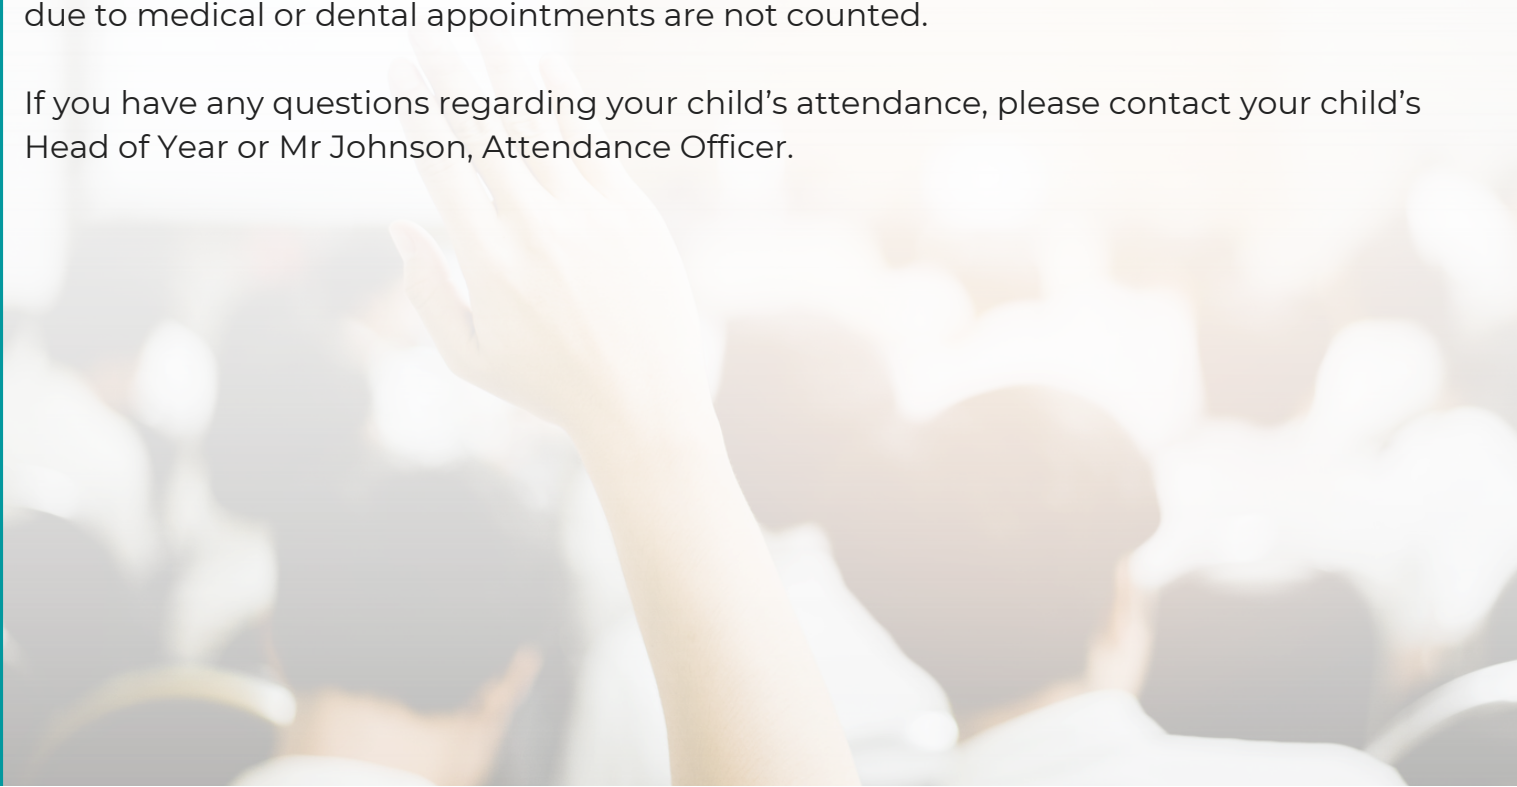 due to medical or dental appointments are not counted.
If you have any questions regarding your child’s attendance, please contact your child’s
Head of Year or Mr Johnson, Attendance Officer.